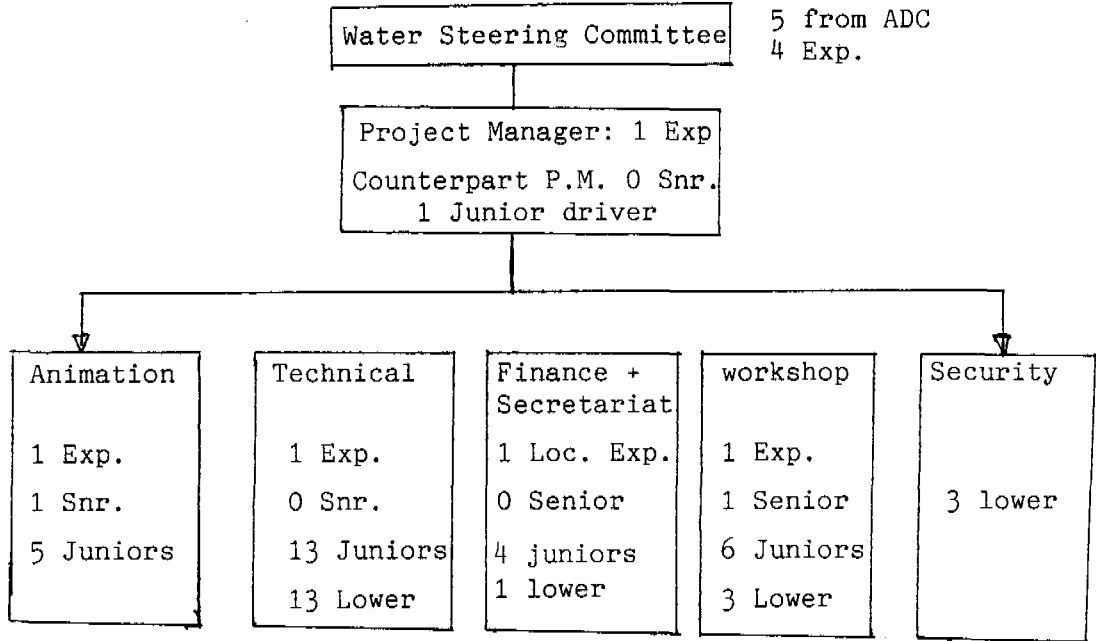 Water Steering Committee
5 from ADC
4 Exp.
Project Manager: 1 Exp
Counterpart P.M. 0 Snr.
1 Junior driver
Animation
1 Exp.
1 Snr.
5 Juniors
Technical
1 Exp.
0 Snr.
13 Juniors
13 Lower
Finance +
Secretariat
1 Loc. Exp.
0 Senior
4 juniors
1 lower
workshop
1 Exp.
1 Senior
6 Juniors
3 Lower
Security
3 lower